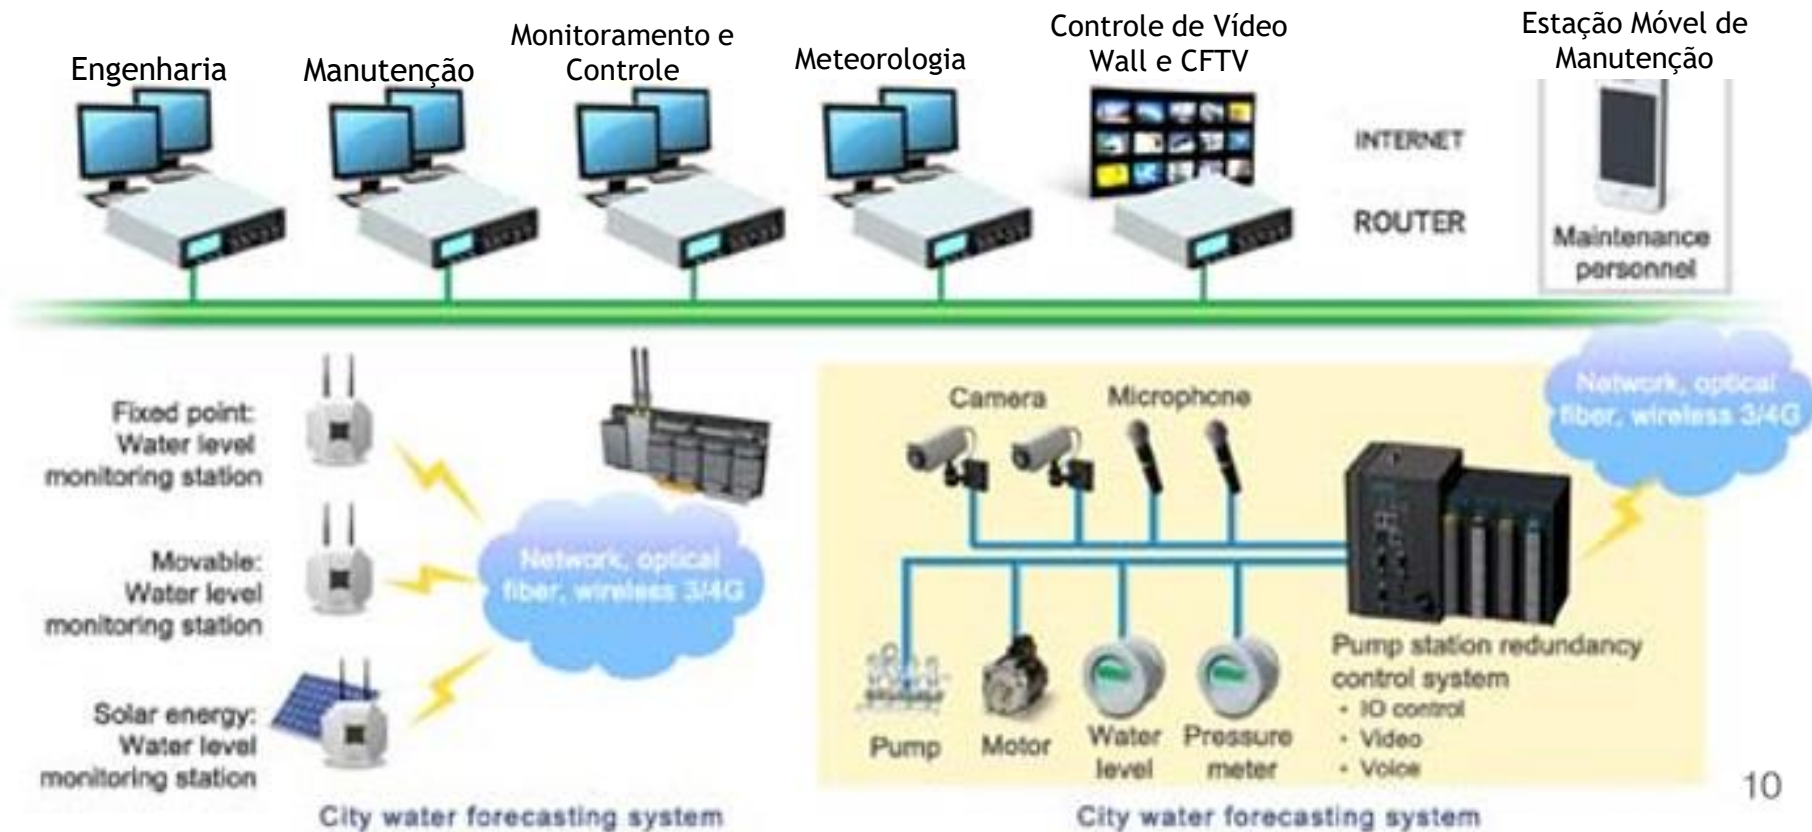 Engenharia
Manutenção
Monitoramento e
Controle
Meteorologia
Controle de Vídeo
Wall e CFTV
Estação Móvel de
Manutenção
INTERNET
ROUTER
Maintenance
personnel
Fixed point:
Water level
monitoring station
Movable:
Water level
monitoring station
Solar energy:
Water level
monitoring station
Network, optical
fiber, wireless 3/4G
City water forecasting system
Camera
Microphone
Network, optical
fiber, wireless 3/4G
Pump
Motor
Water
level
Pressure
meter
Pump station redundancy
control system
• IO control
• Video
• Voice
City water forecasting system
10